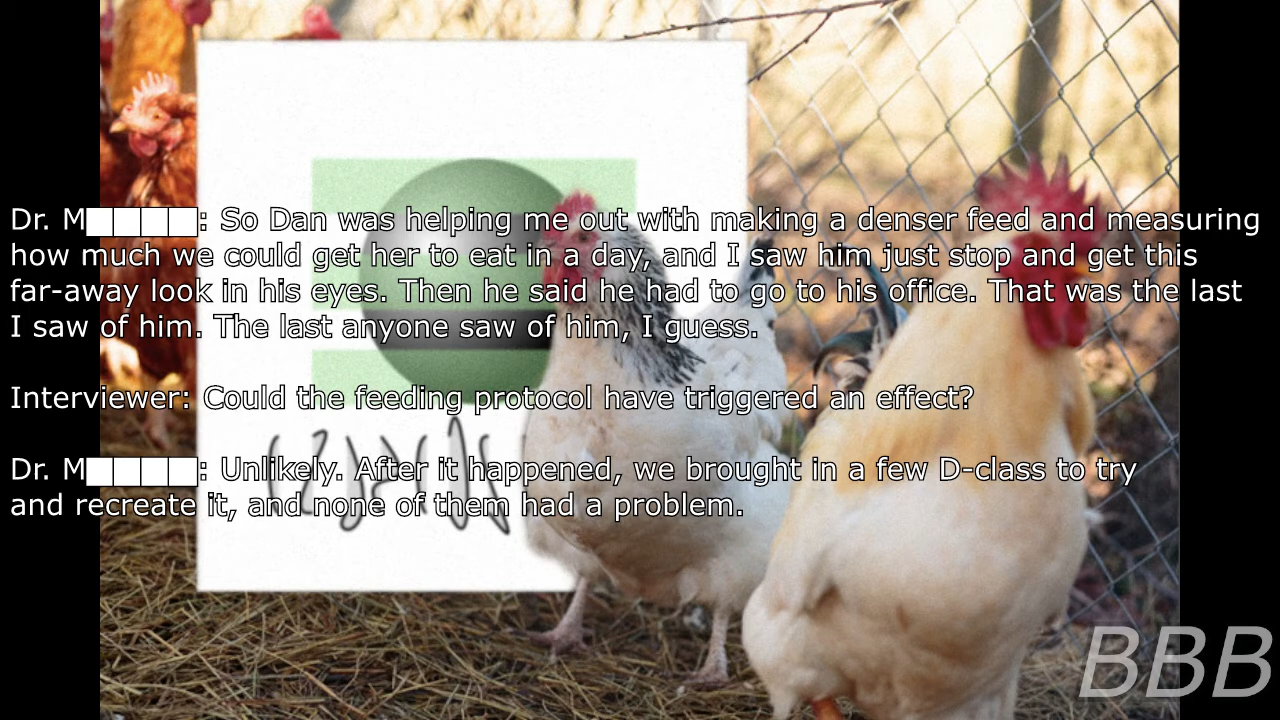 Dr. M█████: So Dan was helping me out with making a denser feed and measuring
how much we could get her to eat in a day, and I saw him just stop and get this
far-away look in his eyes. Then he said he had to go to his office. That was the last
I saw of him. The last anyone saw of him, I guess.
Interviewer: Could the feeding protocol have triggered an effect?
Dr. M█████: Unlikely. After it happened, we brought in a few D-class to try
and recreate it, and none of them had a problem.
BBB